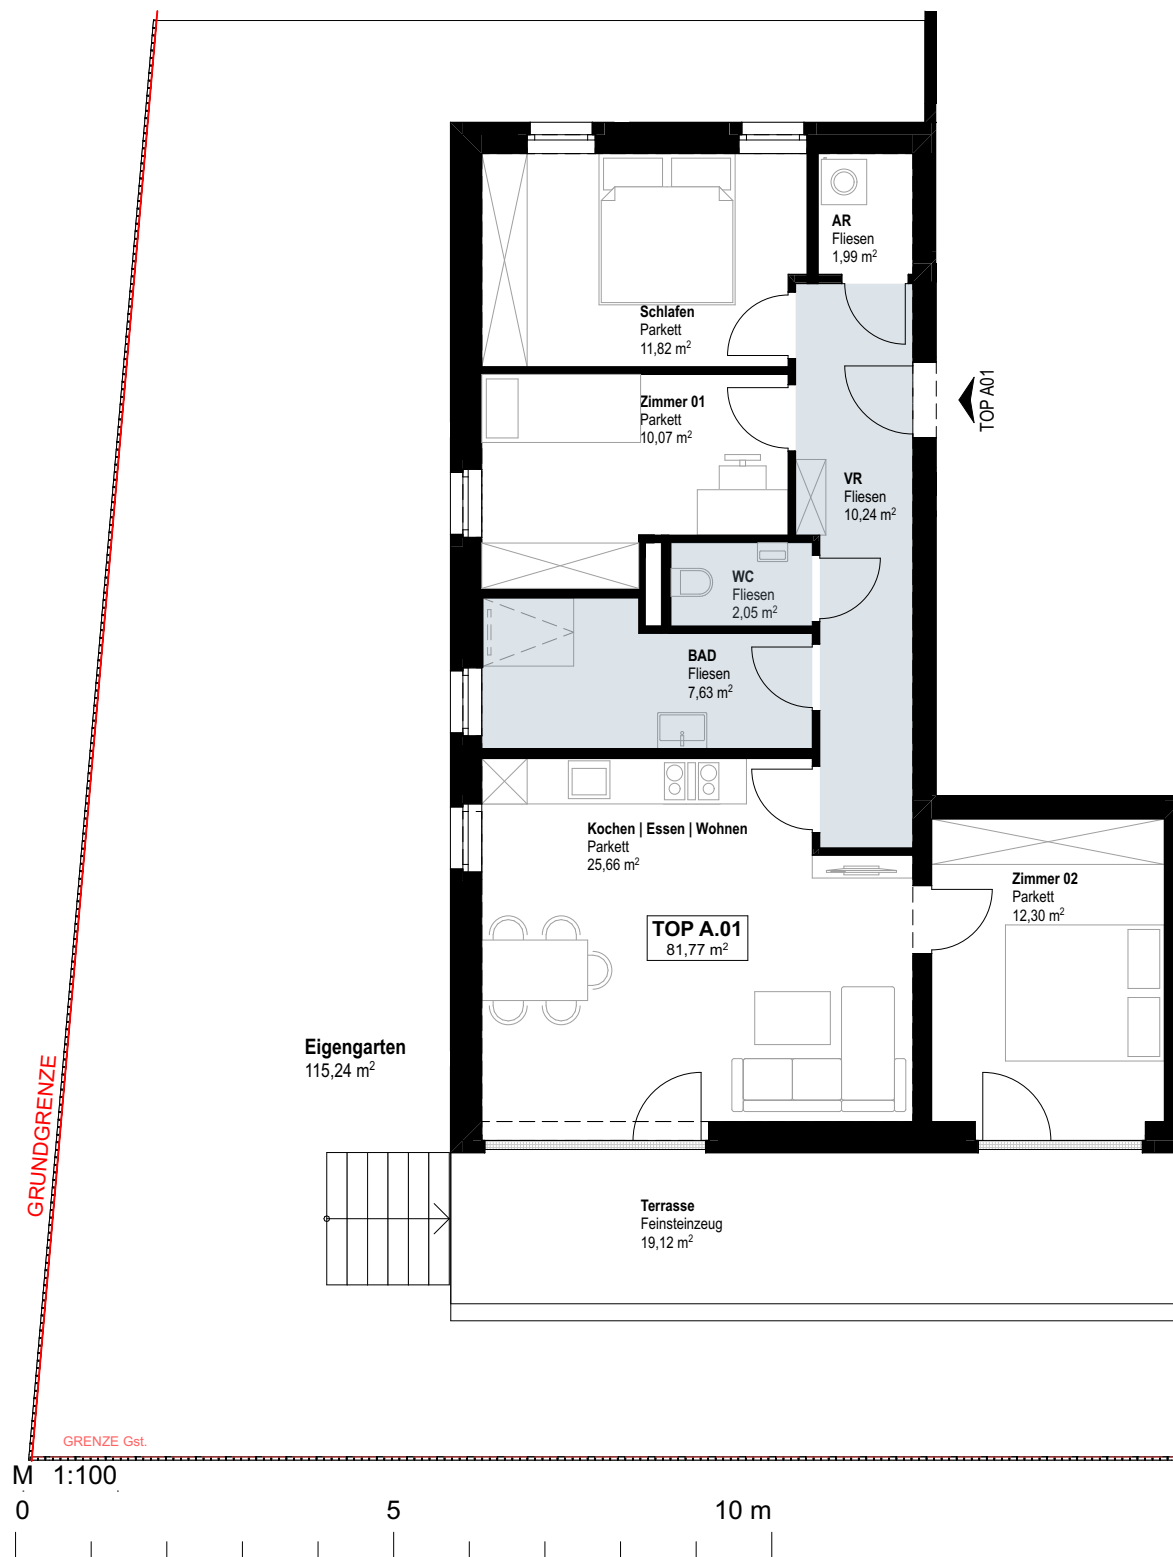 AR
Fliesen
1,99 m²
Schlafen
Parkett
11,82 m²
TOP A01
Zimmer 01
Parkett
10,07 m²
VR
Fliesen
10,24 m²
WC
Fliesen
2,05 m²
BAD
Fliesen
7,63 m²
Kochen | Essen | Wohnen
Parkett
25,66 m²
Zimmer 02
Parkett
12,30 m²
TOP A.01
81,77 m²
Eigengarten
115,24 m²
GRUNDGRENZE
Terrasse
Feinsteinzeug
19,12 m²
GRENZE Gst.
M 1:100
0 5 10 m